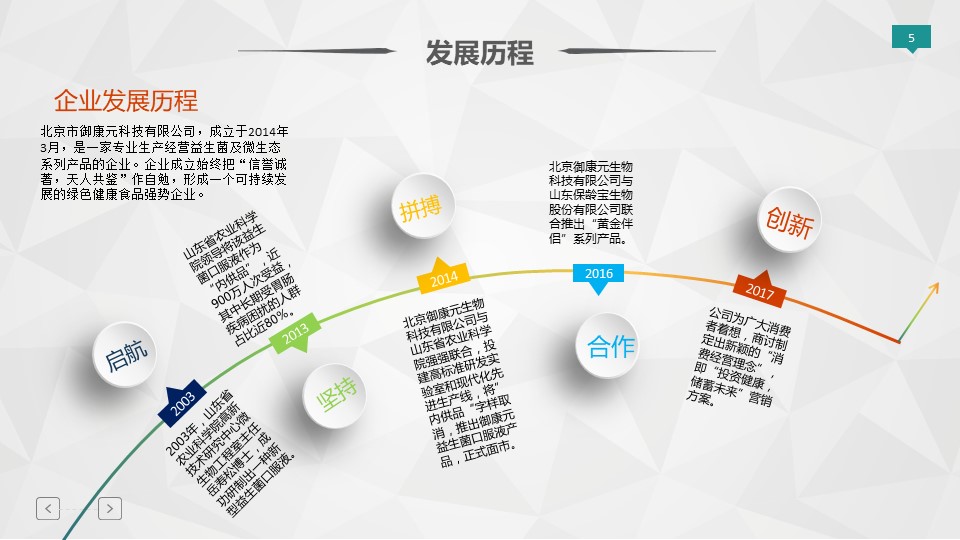 发展历程
5
企业发展历程
北京市御康元科技有限公司，成立于2014年
3月，是一家专业生产经营益生菌及微生态
系列产品的企业。企业成立始终把“信誉诚
著，天人共鉴”作自勉，形成一个可持续发
展的绿色健康食品强势企业。
启航
2003
2003年，山东省
农业科学院高新
技术研究中心微
生物工程室主任
岳寿松博士，成
功研制出一种新
型益生菌口服液。
山东省农业科学
院领导将该益生
菌口服液作为
“内供品”，近
900万人次受益，
其中长期受胃肠
疾病困扰的人群
占比近80%。
2013
坚持
拼搏
2014
北京御康元生物
科技有限公司与
山东省农业科学
院强强联合，投
建高标准研发实
验室和现代化先
进生产线，将”
内供品“字样取
消，推出御康元
益生菌口服液产
品，正式面市。
北京御康元生物
科技有限公司与
山东保龄宝生物
股份有限公司联
合推出“黄金伴
侣”系列产品。
2016
合作
创新
2017
公司为广大消费
者着想，商讨制
定出新颖的“消
费经营理念”，
即“投资健康，
储蓄未来”营销
方案。